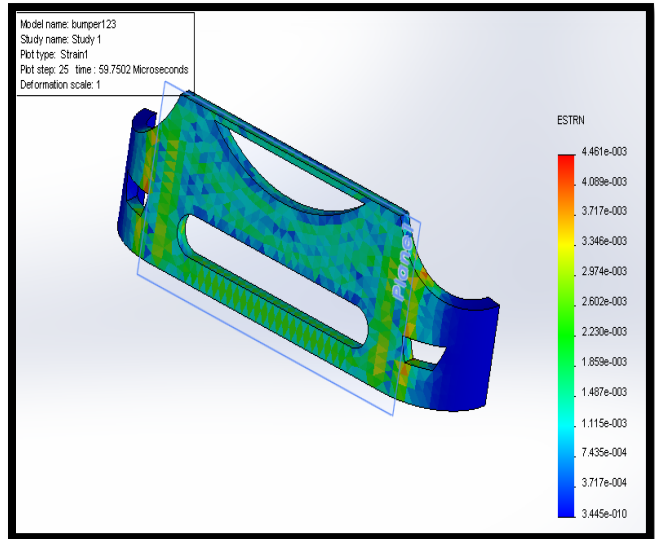 Model name: bumper123
Study name: Study 1
Plot type: Strain1
Plot step: 25 time : 59.7502 Microseconds
Deformation scale: 1
ESTRN
4.461e-003
4.089e-003
3.717e-003
3.346e-003
2.974e-003
2.602e-003
2.230e-003
1.859e-003
1.487e-003
1.115e-003
7.435e-004
3.717e-004
3.445e-010
Plane1